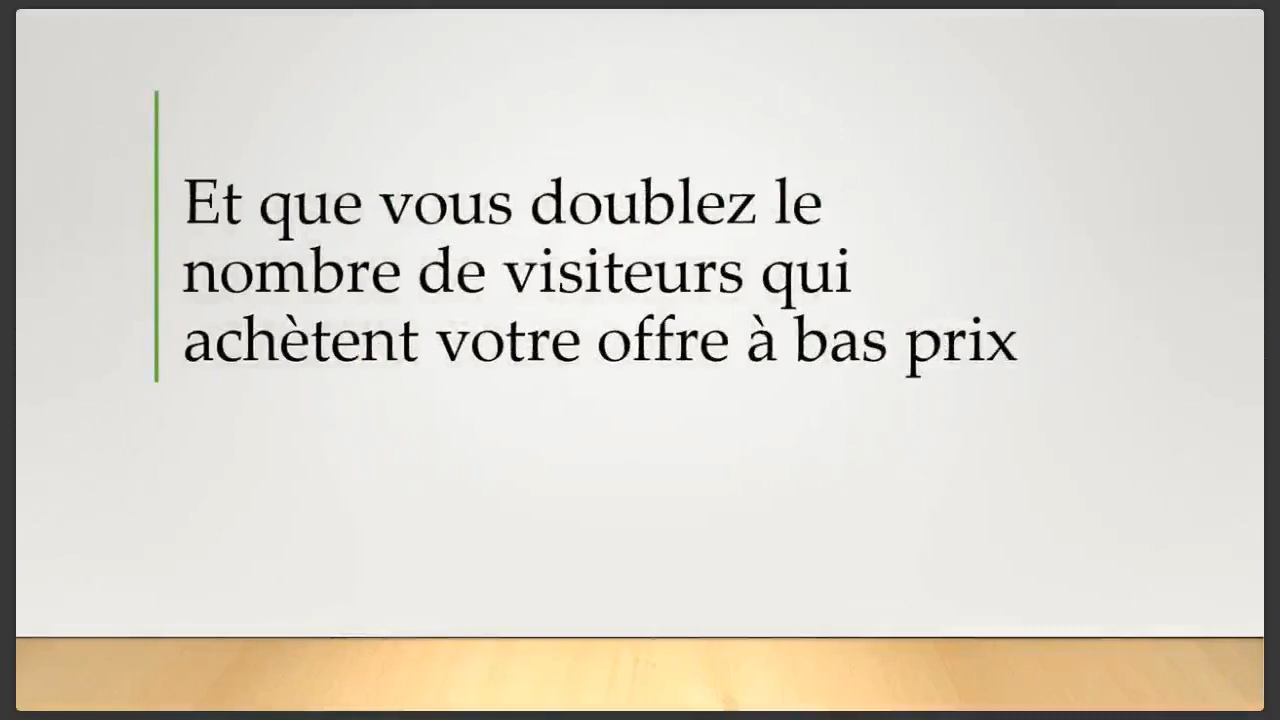 Et que vous doublez le
nombre de visiteurs qui
achètent votre offre à bas prix